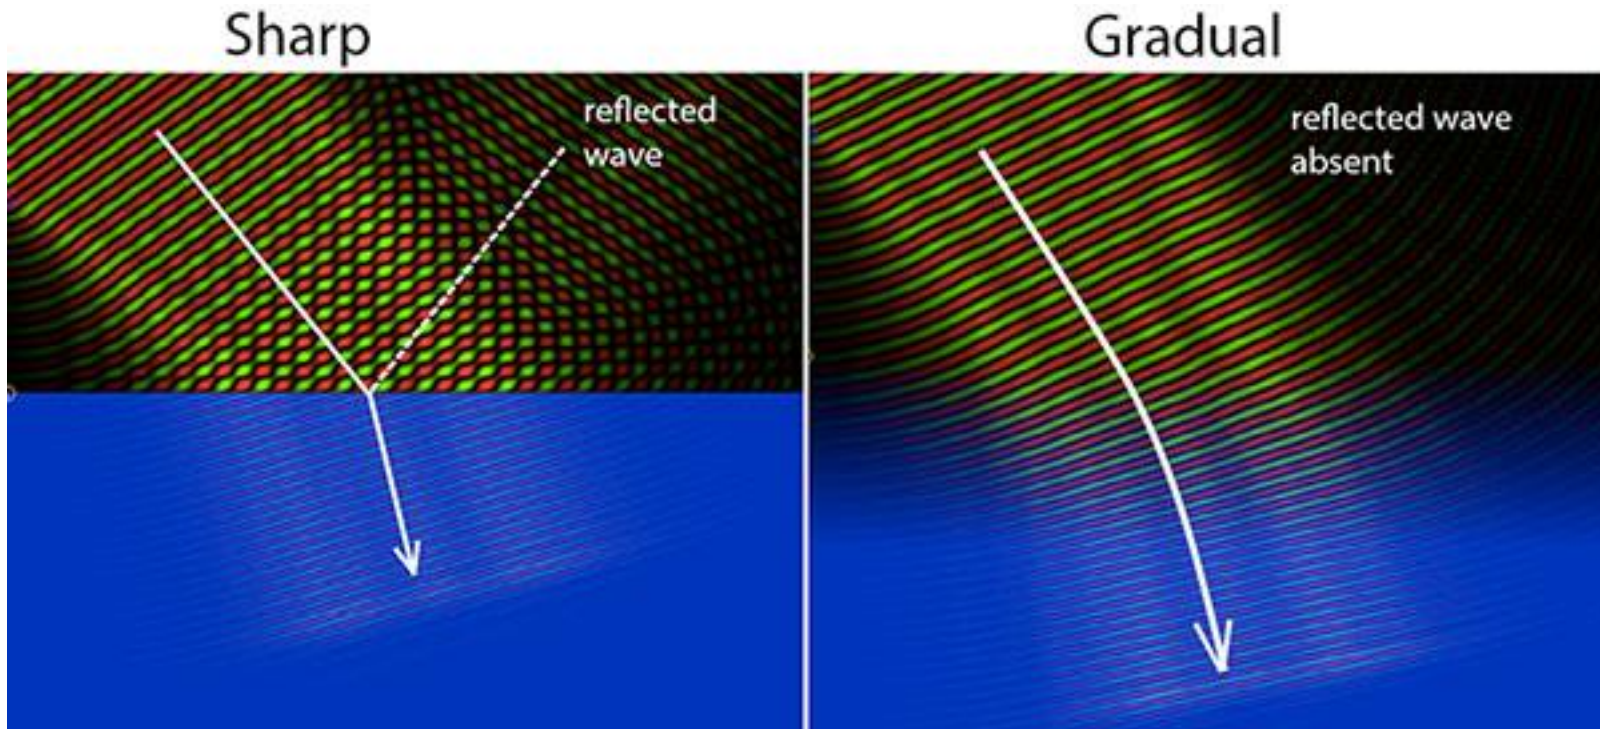 Sharp
reflected
wave
Gradual
reflected wave
absent